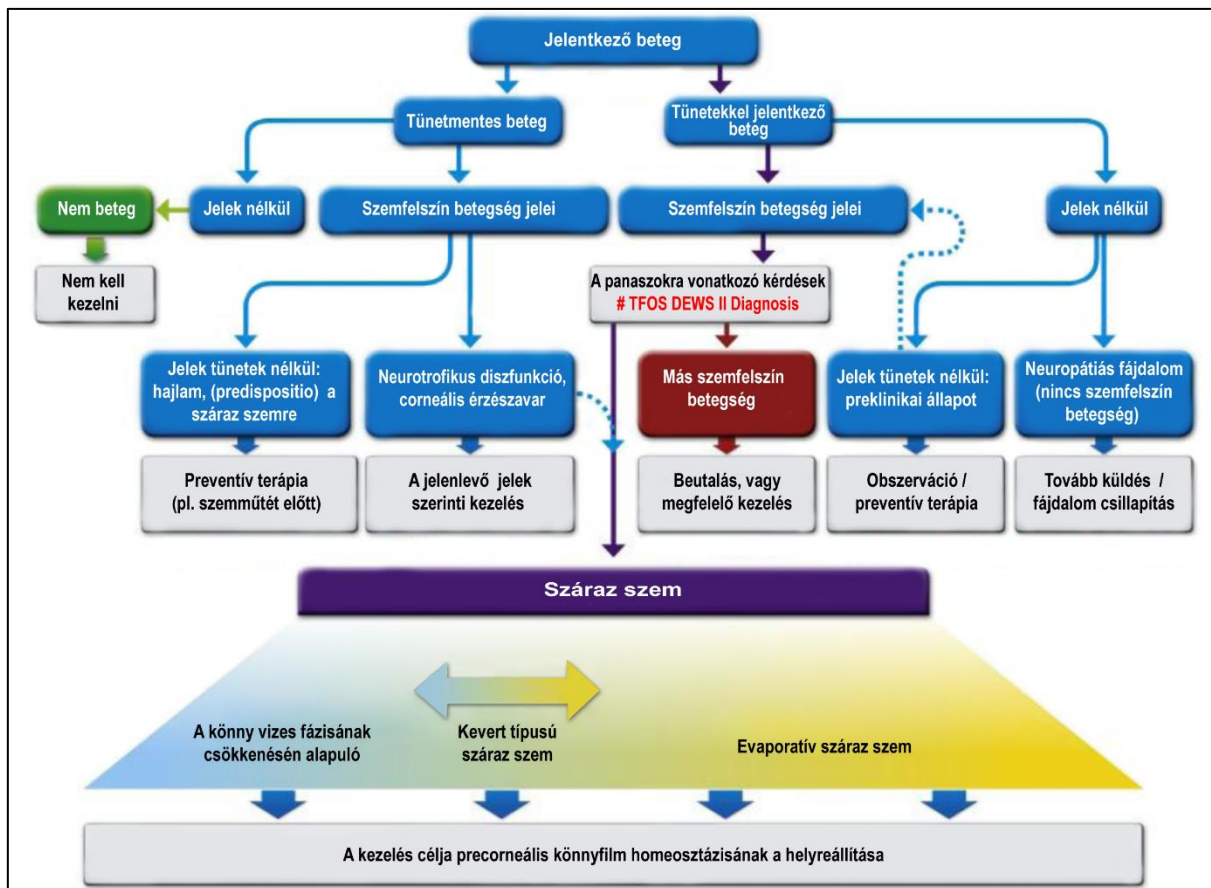 Jelentkező beteg
Tünetmentes beteg
Tünetekkel jelentkező
beteg
Nem beteg
Jelek nélkül
Szemfelszín betegség jelei
Szemfelszín betegség jelei
Jelek nélkül
Nem kell
kezelni
A panaszokra vonatkozó kérdések
# TFOS DEWS II Diagnosis
Jelek tünetek nélkül:
hajlam, (predispositio) a
száraz szemre
Neurotrofikus diszfunkció,
corneális érzészavar
Más szemfelszín
betegség
Jelek tünetek nélkül:
preklinikai állapot
Neuropátiás fájdalom
(nincs szemfelszín
betegség)
Preventív terápia
(pl. szemműtét előtt)
A jelenlevő jelek
szerinti kezelés
Beutalás, vagy
megfelelő kezelés
Obszerváció /
preventív terápia
Tovább küldés /
fájdalom csillapítás
Száraz szem
A könny vizes fázisának
csökkenésén alapuló
Kevert típusú
száraz szem
Evaporatív száraz szem
A kezelés célja precorneális könnyfilm homeosztázisának a helyreállítása